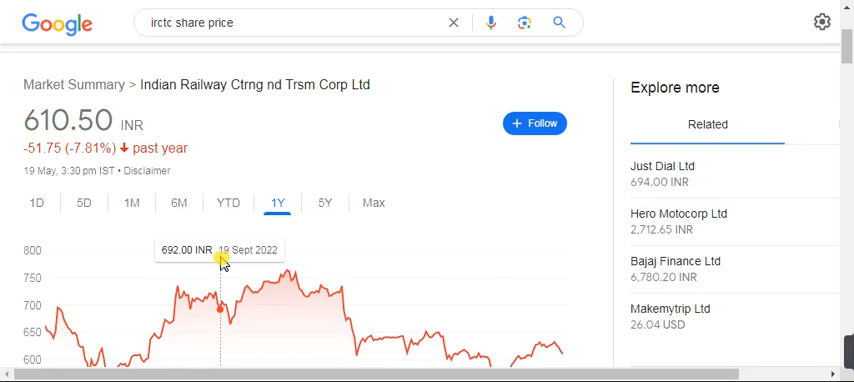 Google
irctc share price
Market Summary > Indian Railway Ctrng nd Trsm Corp Ltd
610.50 INR
+ Follow
-51.75 (-7.81%) ↓ past year
19 May, 3:30 pm IST • Disclaimer
1D 5D 1M 6M YTD 1Y 5Y Max
692.00 INR 19 Sept 2022
800
750
700
650
600
Explore more
Related
Just Dial Ltd
694.00 INR
Hero Motocorp Ltd
2,712.65 INR
Bajaj Finance Ltd
6,780.20 INR
Makemytrip Ltd
26.04 USD